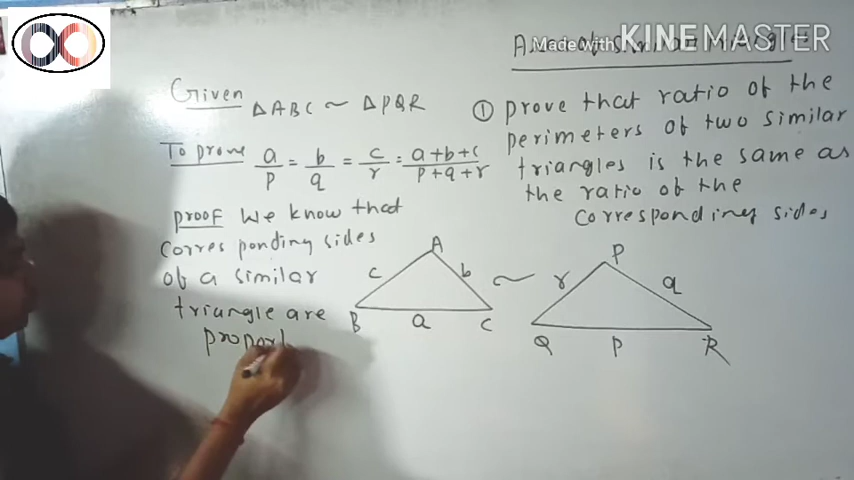 Made with KINEMASTER
Given ΔABC ~ ΔPQR
To prove a/p = b/q = c/r = a+b+c/p+q+r
proof We know that
corresponding sides
of a similar
triangle are
proport
① prove that ratio of the
perimeters of two similar
triangles is the same as
the ratio of the
corresponding sides
A
c b
B a C
~
P
r q
Q p R